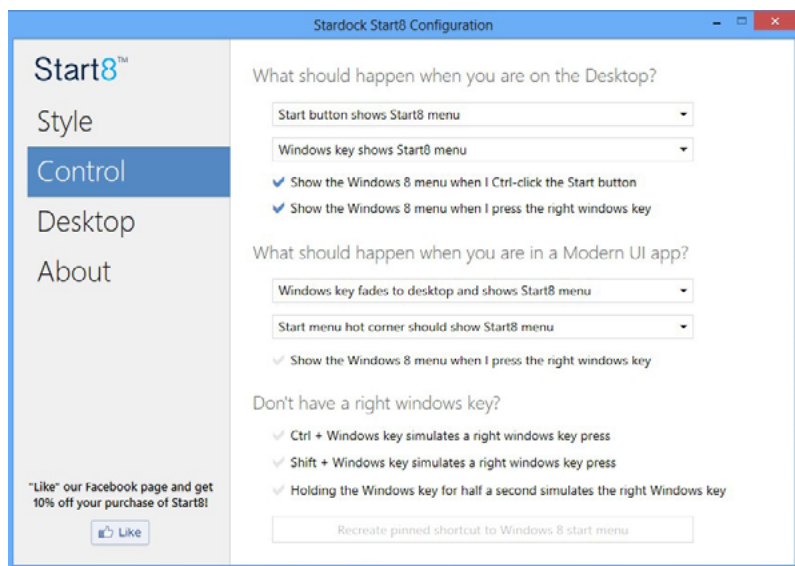 Stardock Start8 Configuration
Start8™
Style
Control
Desktop
About
"Like" our Facebook page and get
10% off your purchase of Start8!
Like
What should happen when you are on the Desktop?
Start button shows Start8 menu
Windows key shows Start8 menu
Show the Windows 8 menu when I Ctrl-click the Start button
Show the Windows 8 menu when I press the right windows key
What should happen when you are in a Modern UI app?
Windows key fades to desktop and shows Start8 menu
Start menu hot corner should show Start8 menu
Show the Windows 8 menu when I press the right windows key
Don't have a right windows key?
Ctrl + Windows key simulates a right windows key press
Shift + Windows key simulates a right windows key press
Holding the Windows key for half a second simulates the right Windows key
Recreate pinned shortcut to Windows 8 start menu